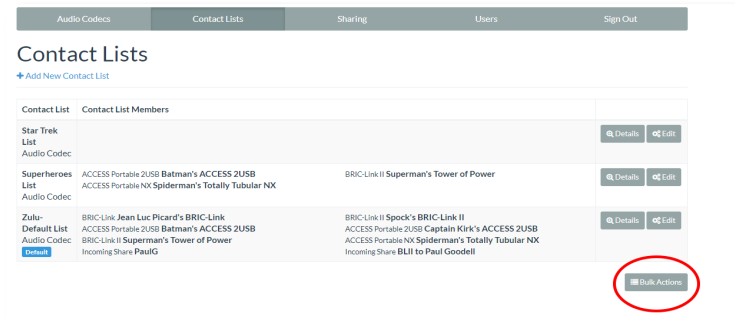 Audio Codecs Contact Lists Sharing Users Sign Out
Contact Lists
+ Add New Contact List
Contact List Contact List Members
Star Trek List Audio Codec Details Edit
Superheroes List Audio Codec
ACCESS Portable 2USB Batman's ACCESS 2USB BRIC-Link II Superman's Tower of Power
ACCESS Portable NX Spiderman's Totally Tubular NX
Details Edit
Zulu-Default List Audio Codec Default
BRIC-Link Jean Luc Picard's BRIC-Link BRIC-Link II Spock's BRIC-Link II
ACCESS Portable 2USB Batman's ACCESS 2USB ACCESS Portable 2USB Captain Kirk's ACCESS 2USB
BRIC-Link II Superman's Tower of Power ACCESS Portable NX Spiderman's Totally Tubular NX
Incoming Share PaulG Incoming Share BLII to Paul Goodell
Details Edit
Bulk Actions